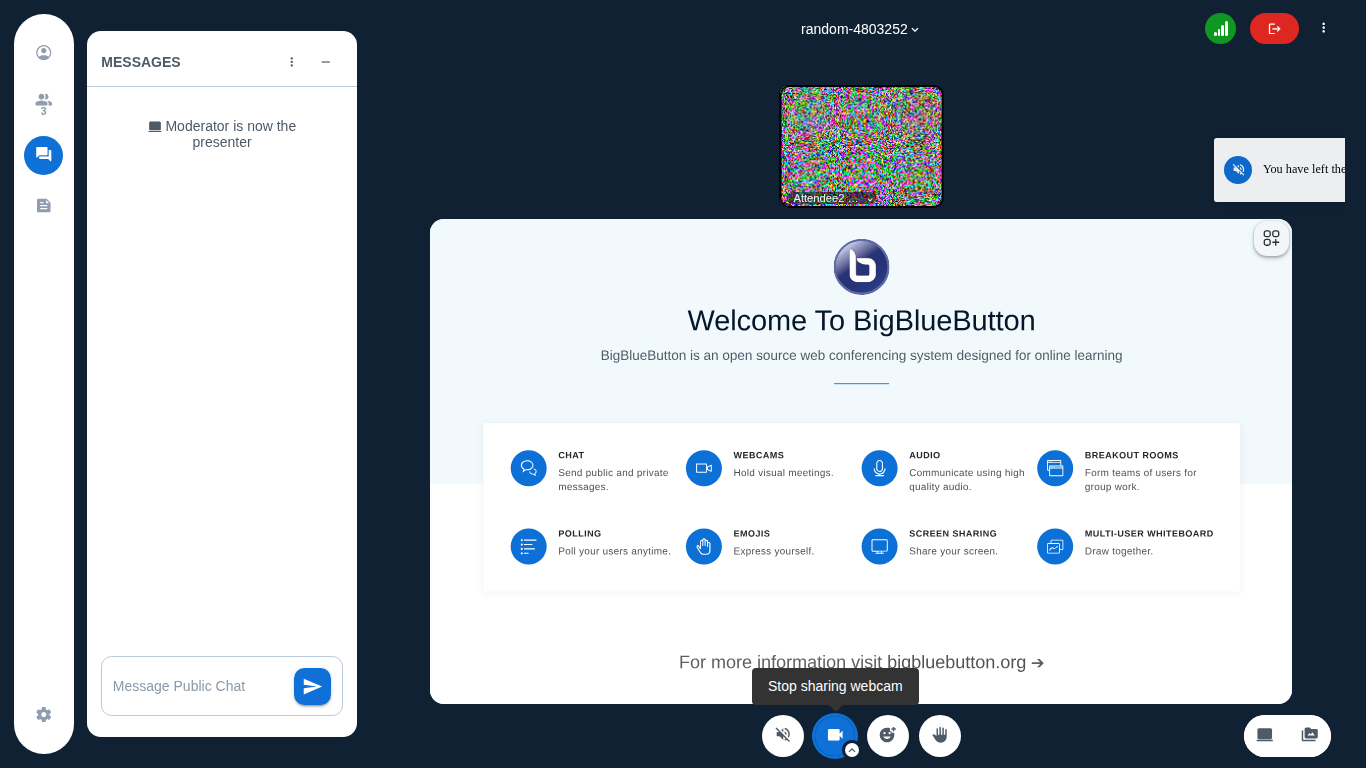 random-4803252
MESSAGES
3
Moderator is now the
presenter
Attendee2 ...
You have left the
Welcome To BigBlueButton
BigBlueButton is an open source web conferencing system designed for online learning
CHAT
Send public and private
messages.
WEBCAMS
Hold visual meetings.
AUDIO
Communicate using high
quality audio.
BREAKOUT ROOMS
Form teams of users for
group work.
POLLING
Poll your users anytime.
EMOJIS
Express yourself.
SCREEN SHARING
Share your screen.
MULTI-USER WHITEBOARD
Draw together.
For more information visit bigbluebutton.org ➔
Stop sharing webcam
Message Public Chat